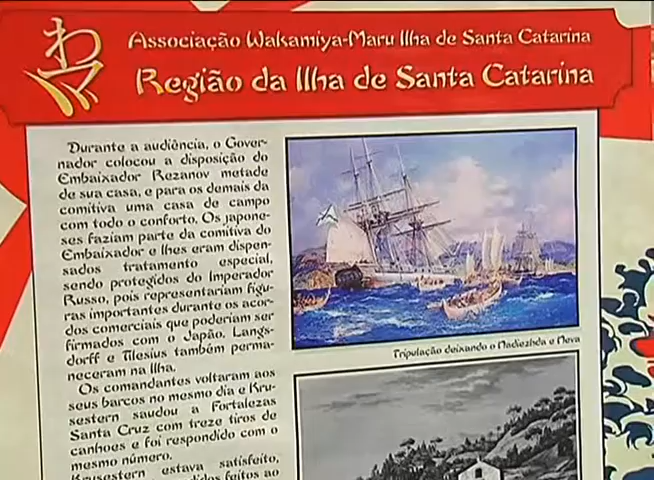 Associação Wakamiya-Maru Ilha de Santa Catarina
Região da Ilha de Santa Catarina
Durante a audiência, o Gover-
nador colocou a disposição do
Embaixador Rezanov metade
de sua casa, e para os demais da
comitiva uma casa de campo
com todo o conforto. Os japone-
ses faziam parte da comitiva do
Embaixador e lhes eram dispen-
sados tratamento especial,
sendo protegidos do Imperador
Russo, pois representariam figu-
ras importantes durante os acor-
dos comerciais que poderiam ser
firmados com o Japão. Langs-
dorff e Tilesius também perma-
neceram na Ilha.
Os comandantes voltaram aos
seus barcos no mesmo dia e Kru-
sestern saudou a Fortalezas
Santa Cruz com treze tiros de
canhoes e foi respondido com o
mesmo número.
Krusestern estava satisfeito,
feitos ao
Tripulação deixando o Nadiezhda e Neva